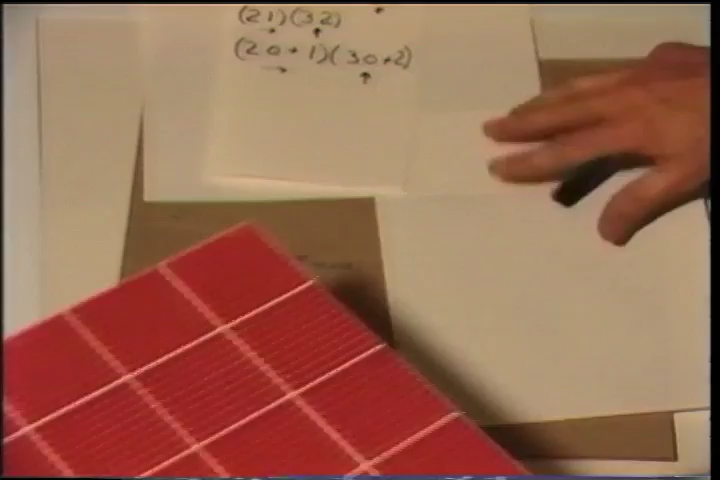 (21)(32)
→ ↑
(20+1)(30+2)
→ ↑